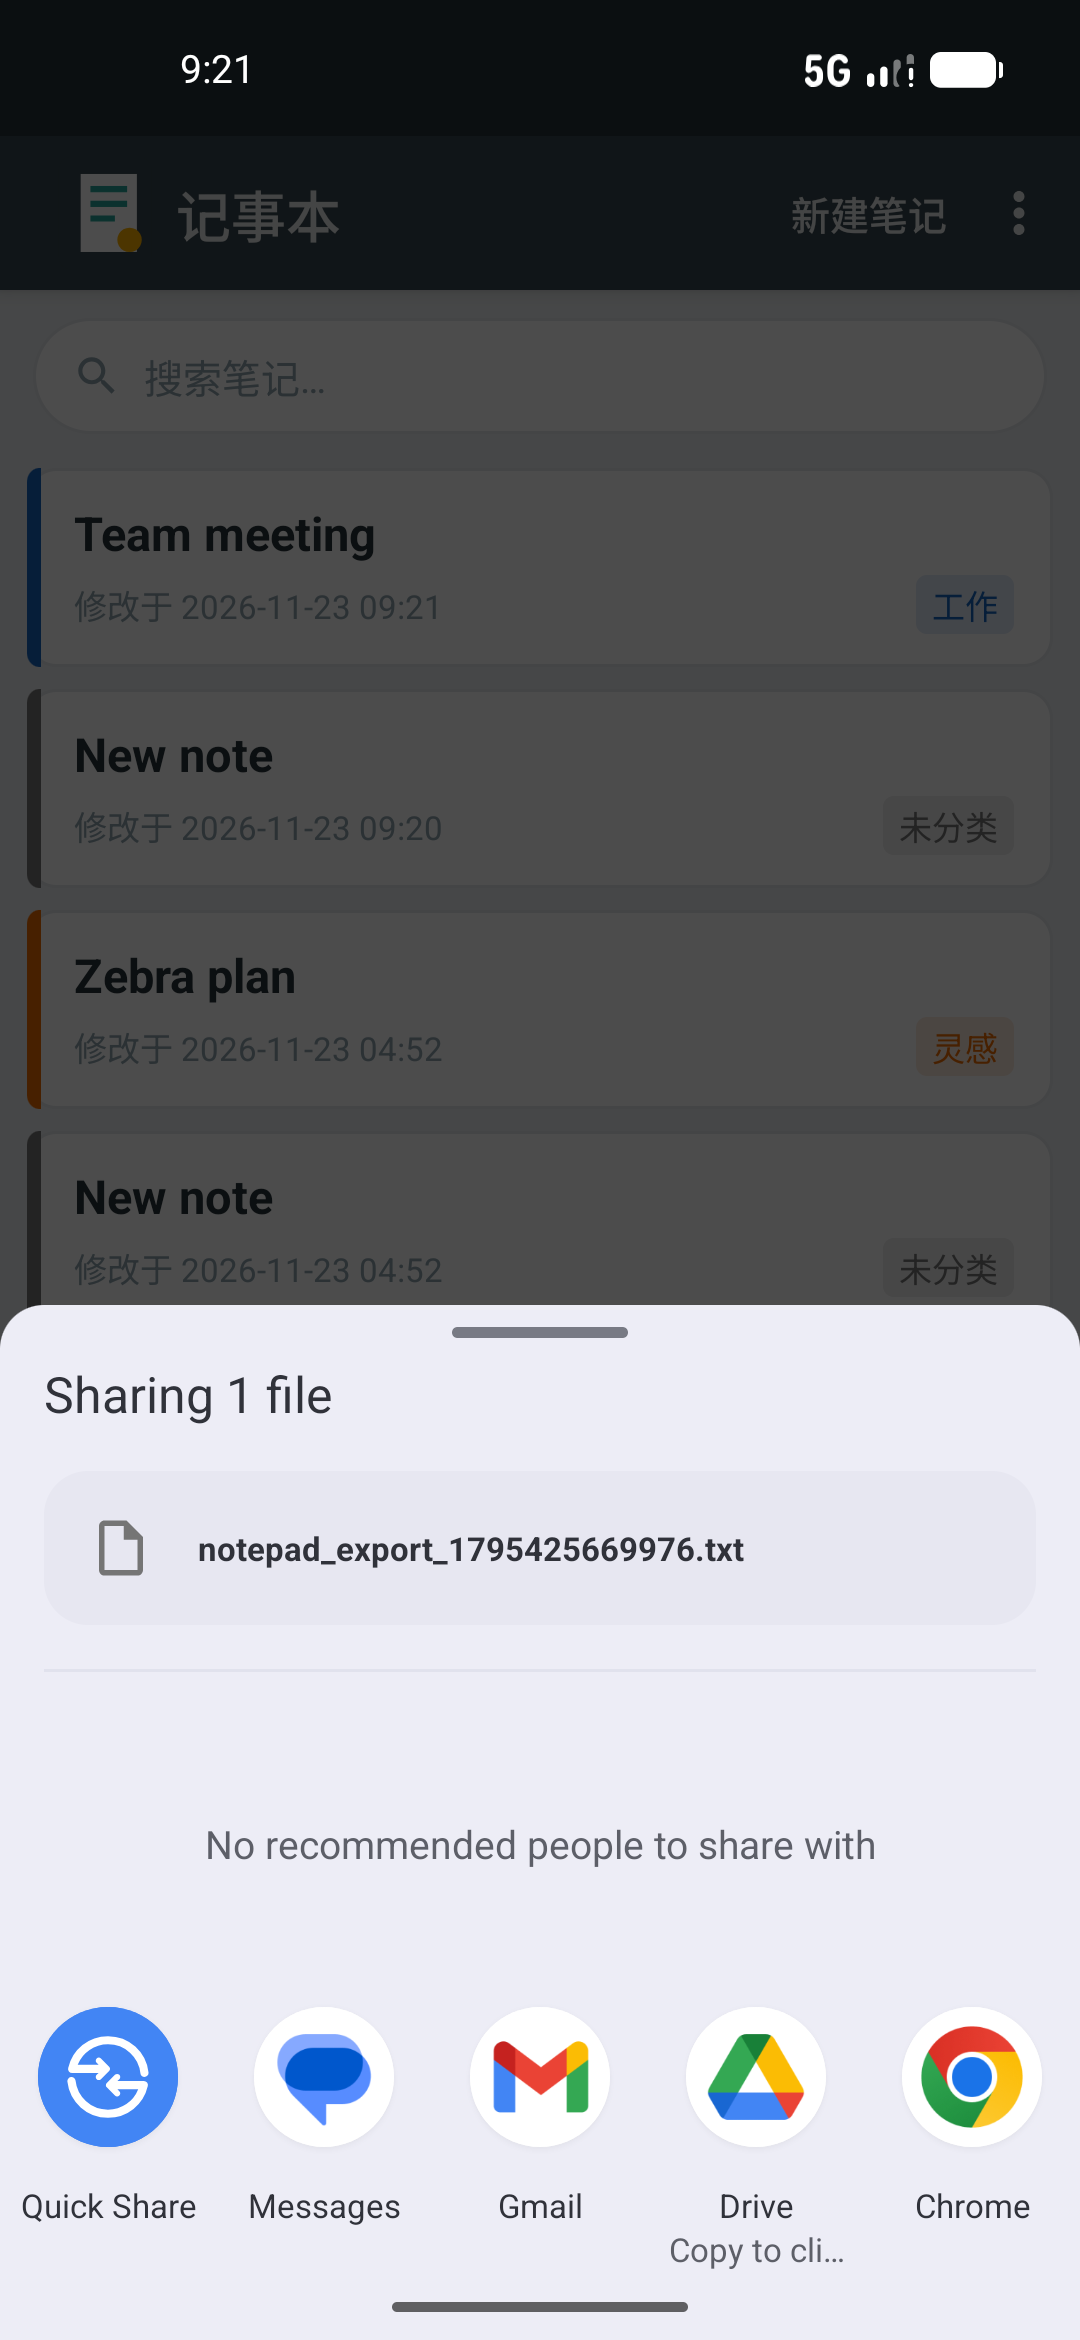 9:21
5G
记事本
新建笔记
搜索笔记...
Team meeting
修改于 2026-11-23 09:21
工作
New note
修改于 2026-11-23 09:20
未分类
Zebra plan
修改于 2026-11-23 04:52
灵感
New note
修改于 2026-11-23 04:52
未分类
Sharing 1 file
notepad_export_1795425669976.txt
No recommended people to share with
Quick Share
Messages
Gmail
Drive
Copy to cli...
Chrome